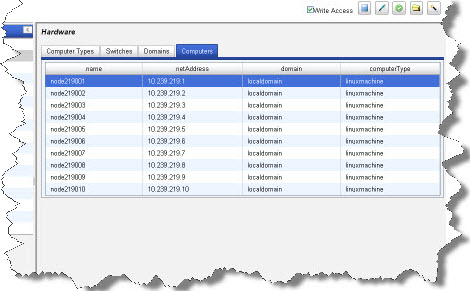 Write Access
Hardware
Computer Types Switches Domains Computers
name netAddress domain computerType
node219001 10.239.219.1 localdomain linuxmachine
node219002 10.239.219.2 localdomain linuxmachine
node219003 10.239.219.3 localdomain linuxmachine
node219004 10.239.219.4 localdomain linuxmachine
node219005 10.239.219.5 localdomain linuxmachine
node219006 10.239.219.6 localdomain linuxmachine
node219007 10.239.219.7 localdomain linuxmachine
node219008 10.239.219.8 localdomain linuxmachine
node219009 10.239.219.9 localdomain linuxmachine
node219010 10.239.219.10 localdomain linuxmachine